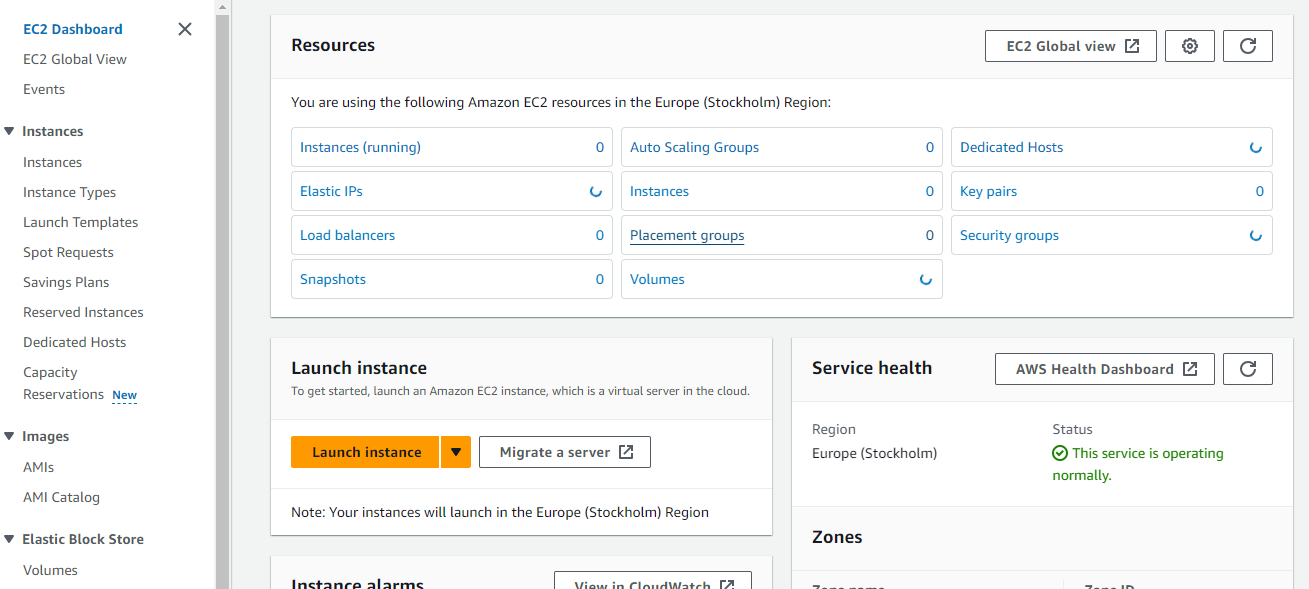 EC2 Dashboard
EC2 Global View
Events
Instances
Instances
Instance Types
Launch Templates
Spot Requests
Savings Plans
Reserved Instances
Dedicated Hosts
Capacity
Reservations New
Images
AMIs
AMI Catalog
Elastic Block Store
Volumes
Resources
EC2 Global view
You are using the following Amazon EC2 resources in the Europe (Stockholm) Region:
Instances (running) 0
Auto Scaling Groups 0
Dedicated Hosts
Elastic IPs
Instances 0
Key pairs 0
Load balancers 0
Placement groups 0
Security groups
Snapshots 0
Volumes
Launch instance
To get started, launch an Amazon EC2 instance, which is a virtual server in the cloud.
Launch instance
Migrate a server
Note: Your instances will launch in the Europe (Stockholm) Region
Instance alarms
View in CloudWatch
Service health
AWS Health Dashboard
Region
Europe (Stockholm)
Status
This service is operating
normally.
Zones
Zone name
Zone ID